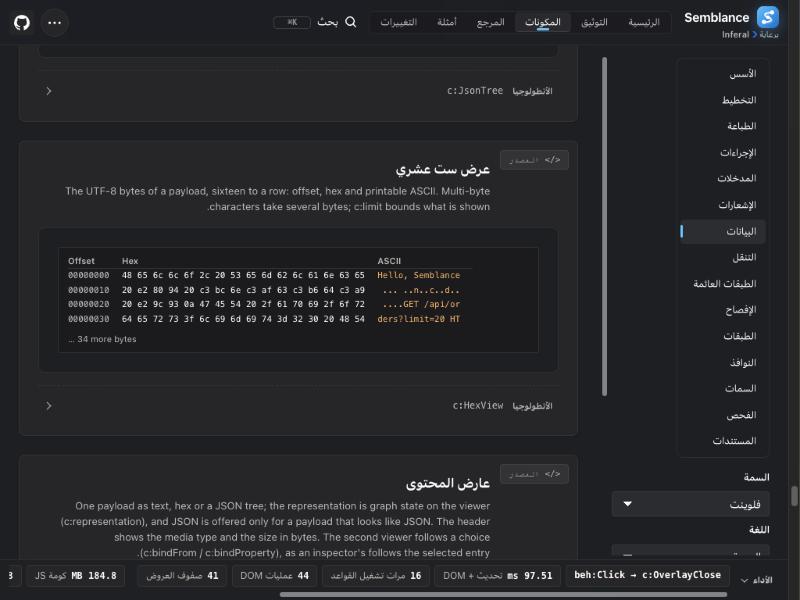 Semblance
برعاية Inferal
الرئيسية
التوثيق
المكونات
المرجع
أمثلة
التغييرات
بحث
⌘K
الأسس
التخطيط
الطباعة
الإجراءات
المدخلات
الإشعارات
البيانات
التنقل
الطبقات العائمة
الإفصاح
الطبقات
النوافذ
السمات
الفحص
المستندات
السمة
فلوينت
اللغة
الأنطولوجيا c:JsonTree
</> المصدر
عرض ست عشري
The UTF-8 bytes of a payload, sixteen to a row: offset, hex and printable ASCII. Multi-byte
characters take several bytes; c:limit bounds what is shown.
Offset Hex ASCII
00000000 48 65 6c 6c 6f 2c 20 53 65 6d 62 6c 61 6e 63 65 Hello, Semblance
00000010 20 e2 80 94 20 c3 bc 6e c3 af 63 c3 b6 64 c3 a9 ... ..n..c..d..
00000020 20 e2 9c 93 0a 47 45 54 20 2f 61 70 69 2f 6f 72 ....GET /api/or
00000030 64 65 72 73 3f 6c 69 6d 69 74 3d 32 30 20 48 54 ders?limit=20 HT
… 34 more bytes
الأنطولوجيا c:HexView
</> المصدر
عارض المحتوى
One payload as text, hex or a JSON tree; the representation is graph state on the viewer
(c:representation), and JSON is offered only for a payload that looks like JSON. The header
shows the media type and the size in bytes. The second viewer follows a choice
(c:bindFrom / c:bindProperty), as an inspector's follows the selected entry.
الأداء
beh:Click → c:OverlayClose
97.51 ms تحديث + DOM
16 مرات تشغيل القواعد
44 عمليات DOM
41 صفوف العروض
184.8 MB كومة JS